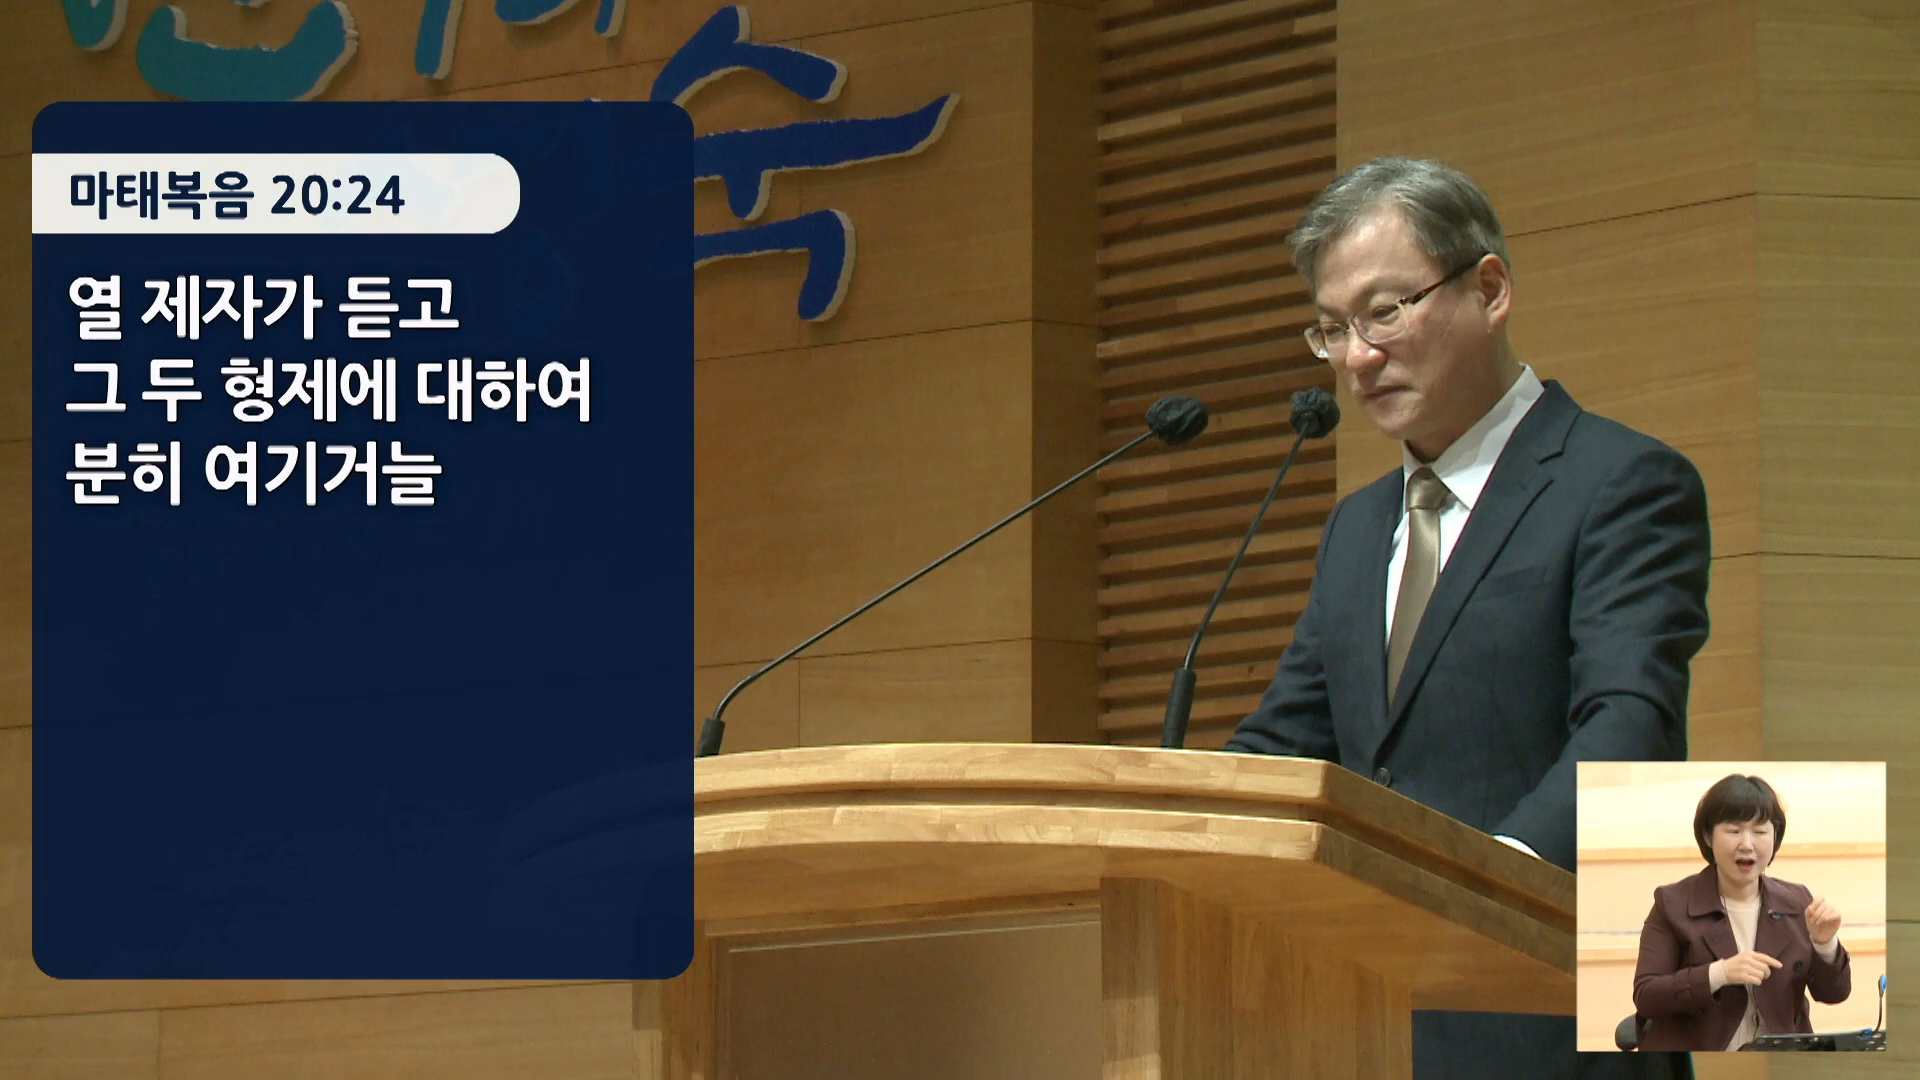 마태복음 20:24
열 제자가 듣고
그 두 형제에 대하여
분히 여기거늘